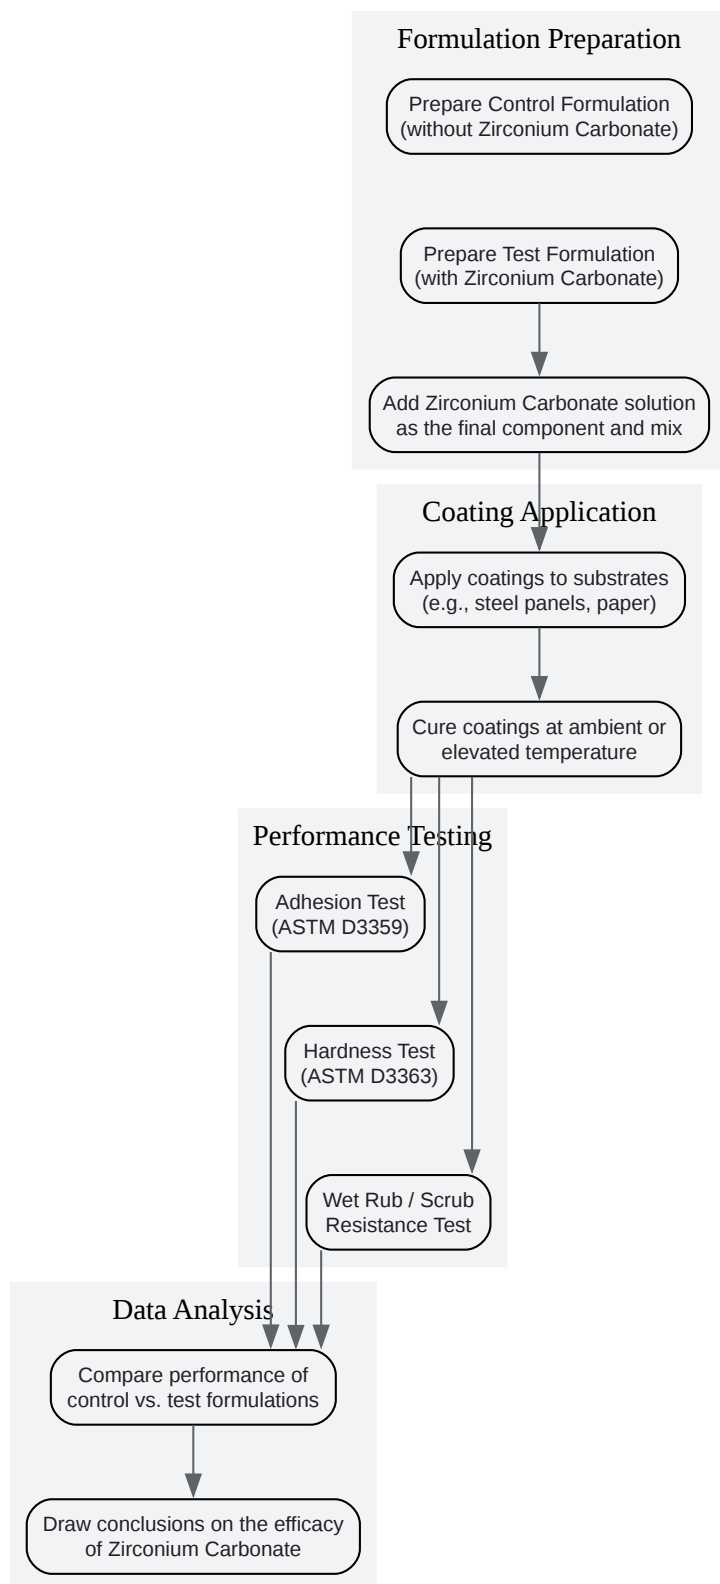 Formulation Preparation
Prepare Control Formulation
(without Zirconium Carbonate)
Prepare Test Formulation
(with Zirconium Carbonate)
Add Zirconium Carbonate solution
as the final component and mix
Coating Application
Apply coatings to substrates
(e.g., steel panels, paper)
Cure coatings at ambient or
elevated temperature
Performance Testing
Adhesion Test
(ASTM D3359)
Hardness Test
(ASTM D3363)
Wet Rub / Scrub
Resistance Test
Data Analysis
Compare performance of
control vs. test formulations
Draw conclusions on the efficacy
of Zirconium Carbonate